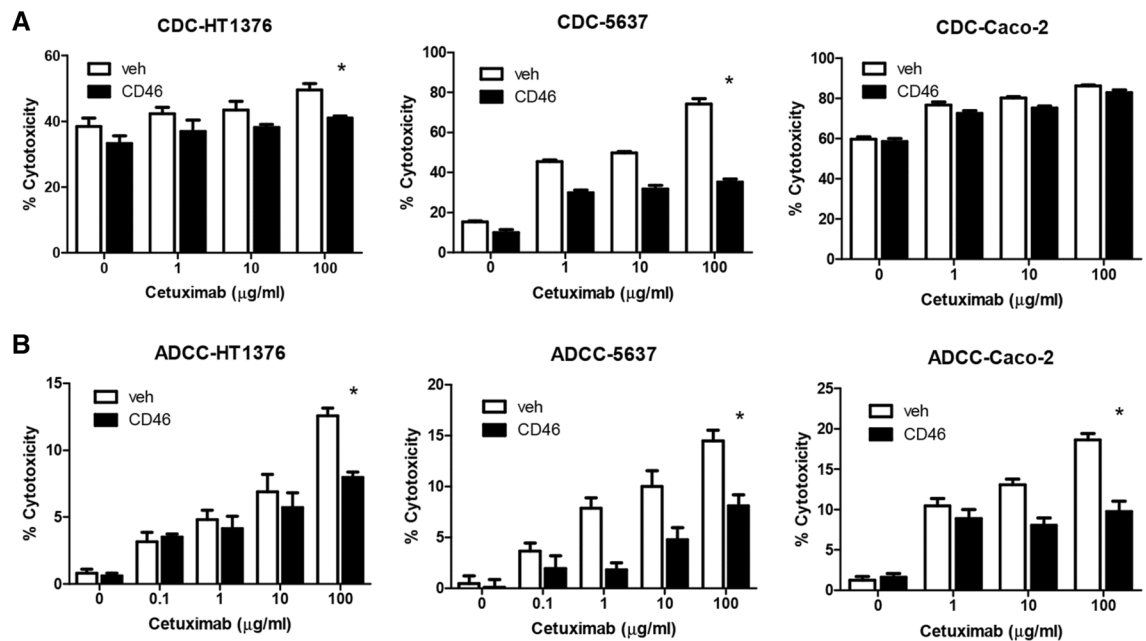 A
CDC-HT1376
CDC-5637
CDC-Caco-2
% Cytotoxicity
60
40
20
0
veh
CD46
*
0 1 10 100
Cetuximab (μg/ml)
% Cytotoxicity
100
80
60
40
20
0
veh
CD46
*
0 1 10 100
Cetuximab (μg/ml)
% Cytotoxicity
100
80
60
40
20
0
veh
CD46
0 1 10 100
Cetuximab (μg/ml)
B
ADCC-HT1376
ADCC-5637
ADCC-Caco-2
% Cytotoxicity
15
10
5
0
veh
CD46
*
0 0.1 1 10 100
Cetuximab (μg/ml)
% Cytotoxicity
20
15
10
5
0
veh
CD46
*
0 0.1 1 10 100
Cetuximab (μg/ml)
% Cytotoxicity
25
20
15
10
5
0
veh
CD46
*
0 1 10 100
Cetuximab (μg/ml)